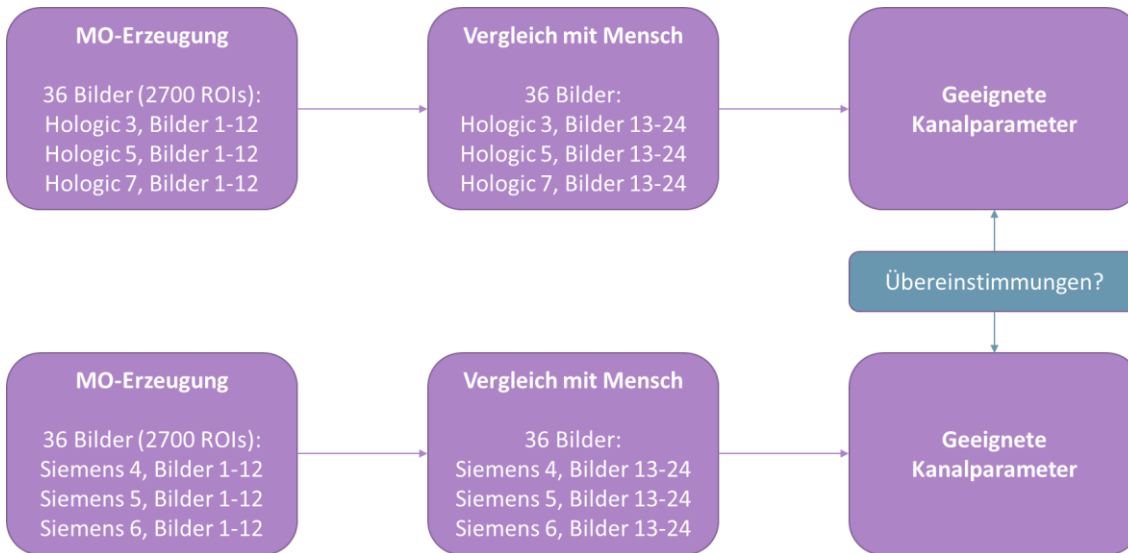 MO-Erzeugung
36 Bilder (2700 ROIs):
Hologic 3, Bilder 1-12
Hologic 5, Bilder 1-12
Hologic 7, Bilder 1-12
Vergleich mit Mensch
36 Bilder:
Hologic 3, Bilder 13-24
Hologic 5, Bilder 13-24
Hologic 7, Bilder 13-24
Geeignete
Kanalparameter
Übereinstimmungen?
MO-Erzeugung
36 Bilder (2700 ROIs):
Siemens 4, Bilder 1-12
Siemens 5, Bilder 1-12
Siemens 6, Bilder 1-12
Vergleich mit Mensch
36 Bilder:
Siemens 4, Bilder 13-24
Siemens 5, Bilder 13-24
Siemens 6, Bilder 13-24
Geeignete
Kanalparameter